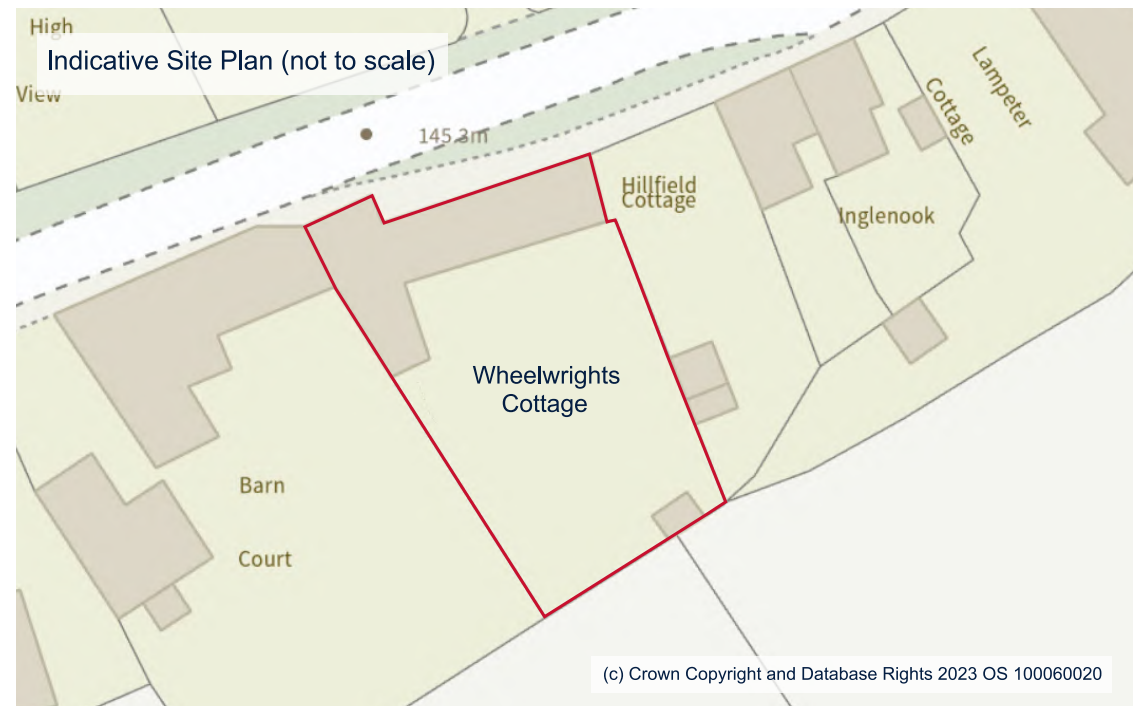 High
View
Indicative Site Plan (not to scale)
145.3m
Hillfield
Cottage
Lampeter
Cottage
Inglenook
Wheelwrights
Cottage
Barn
Court
(c) Crown Copyright and Database Rights 2023 OS 100060020